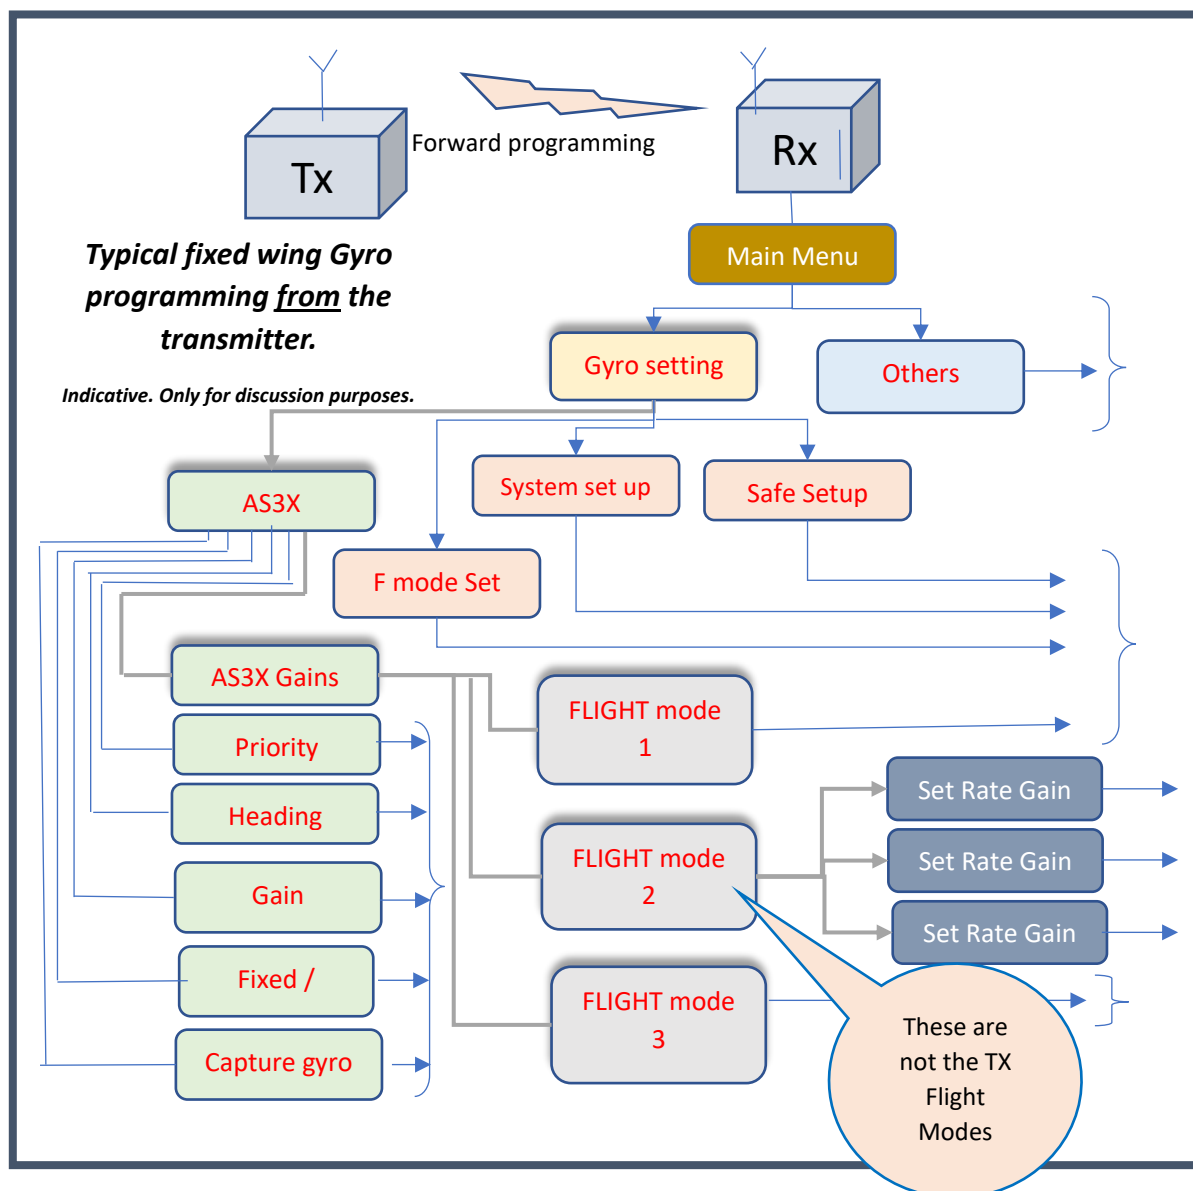 Tx
Forward programming
Rx
Typical fixed wing Gyro
programming from the
transmitter.
Indicative. Only for discussion purposes.
Main Menu
Gyro setting
Others
AS3X
System set up
Safe Setup
F mode Set
AS3X Gains
Priority
Heading
Gain
Fixed /
Capture gyro
FLIGHT mode
1
FLIGHT mode
2
FLIGHT mode
3
Set Rate Gain
Set Rate Gain
Set Rate Gain
These are
not the TX
Flight
Modes